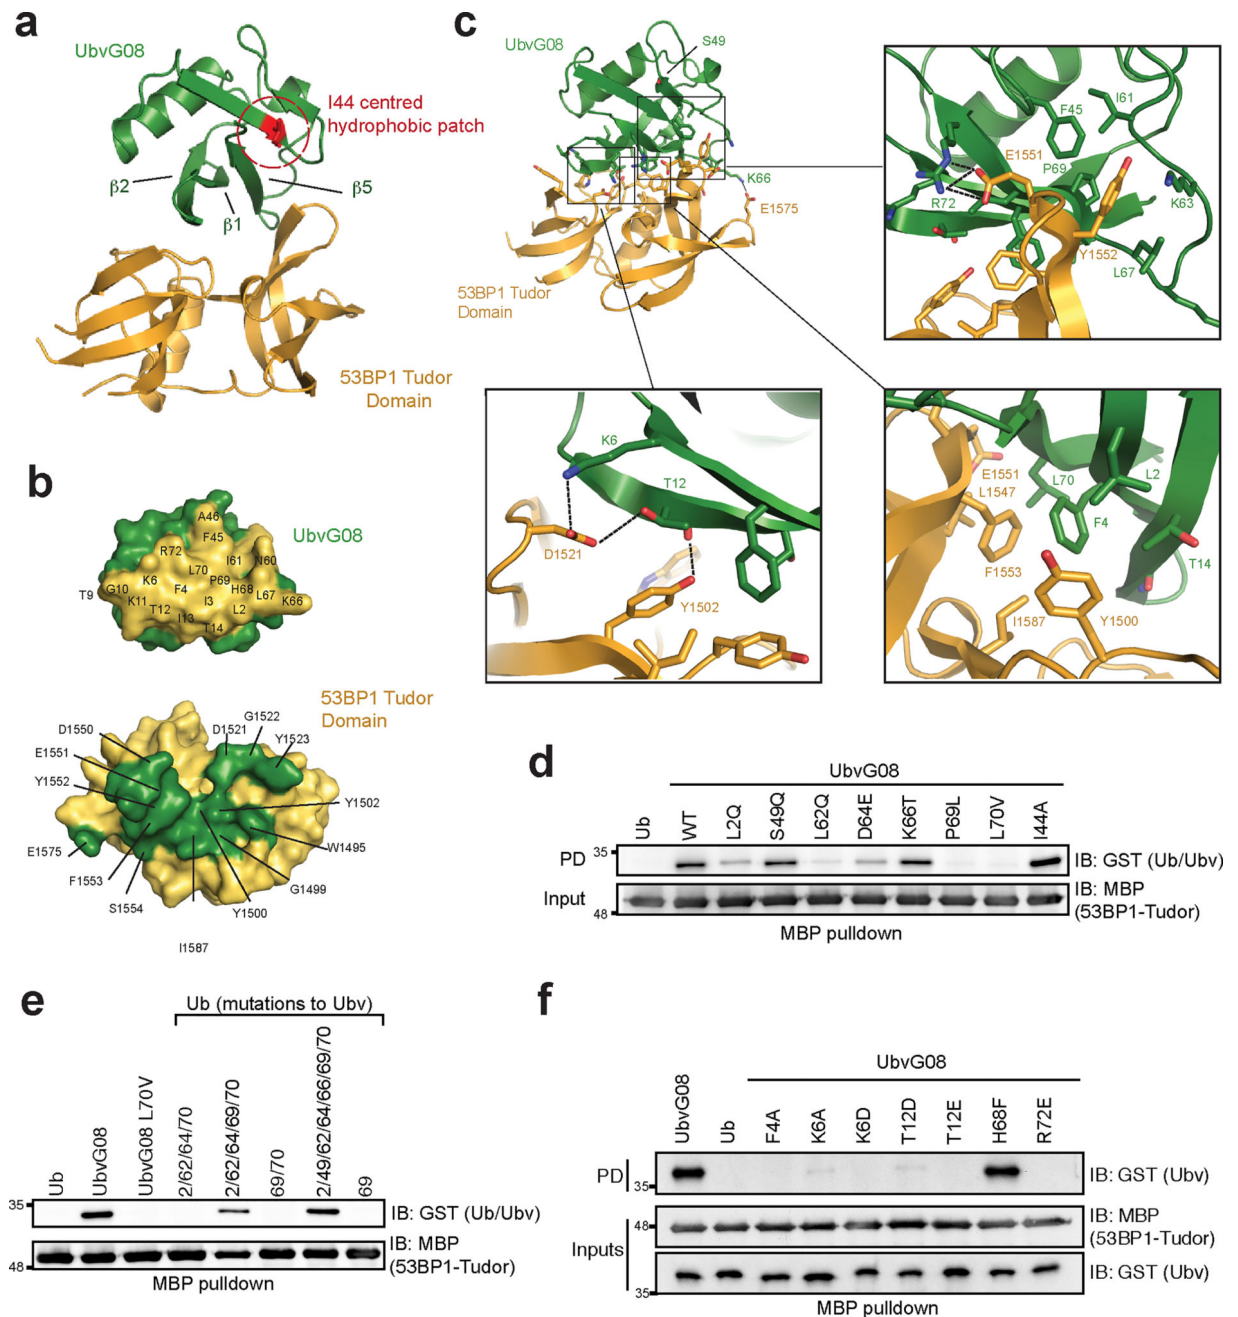 a
UbvG08
I44 centred
hydrophobic patch
β2
β1
β5
53BP1 Tudor
Domain
b
UbvG08
A46
F45
R72
I61
N60
L70
K6
P69
T9
G10
F4
H68
L67
K66
K11
I3
T12
L2
I13
T14
53BP1 Tudor
Domain
D1550
D1521
G1522
E1551
Y1523
Y1552
Y1502
E1575
W1495
F1553
G1499
S1554
Y1500
I1587
c
UbvG08
S49
K66
E1575
53BP1 Tudor
Domain
F45
I61
E1551
P69
K63
R72
Y1552
L67
K6
T12
D1521
Y1502
E1551
L1547
L70
L2
F4
F1553
T14
I1587
Y1500
d
UbvG08
Ub
WT
L2Q
S49Q
L62Q
D64E
K66T
P69L
L70V
I44A
PD
35
IB: GST (Ub/Ubv)
Input
48
IB: MBP
(53BP1-Tudor)
MBP pulldown
e
Ub (mutations to Ubv)
Ub
UbvG08
UbvG08 L70V
2/62/64/70
2/62/64/69/70
69/70
2/49/62/64/66/69/70
69
35
IB: GST (Ub/Ubv)
48
IB: MBP
(53BP1-Tudor)
MBP pulldown
f
UbvG08
UbvG08
Ub
F4A
K6A
K6D
T12D
T12E
H68F
R72E
PD
35
IB: GST (Ubv)
Inputs
48
IB: MBP
(53BP1-Tudor)
35
IB: GST (Ubv)
MBP pulldown